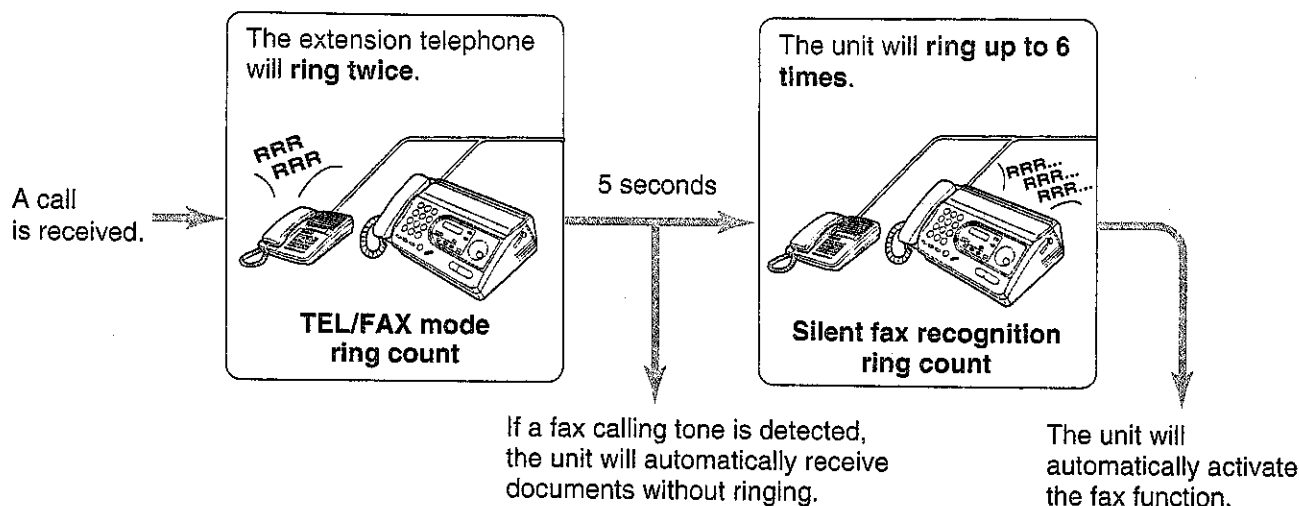 The extension telephone
will ring twice.
RRR
RRR
TEL/FAX mode
ring count
A call
is received.
5 seconds
The unit will ring up to 6
times.
RRR...
RRR...
RRR...
Silent fax recognition
ring count
If a fax calling tone is detected,
the unit will automatically receive
documents without ringing.
The unit will
automatically activate
the fax function.